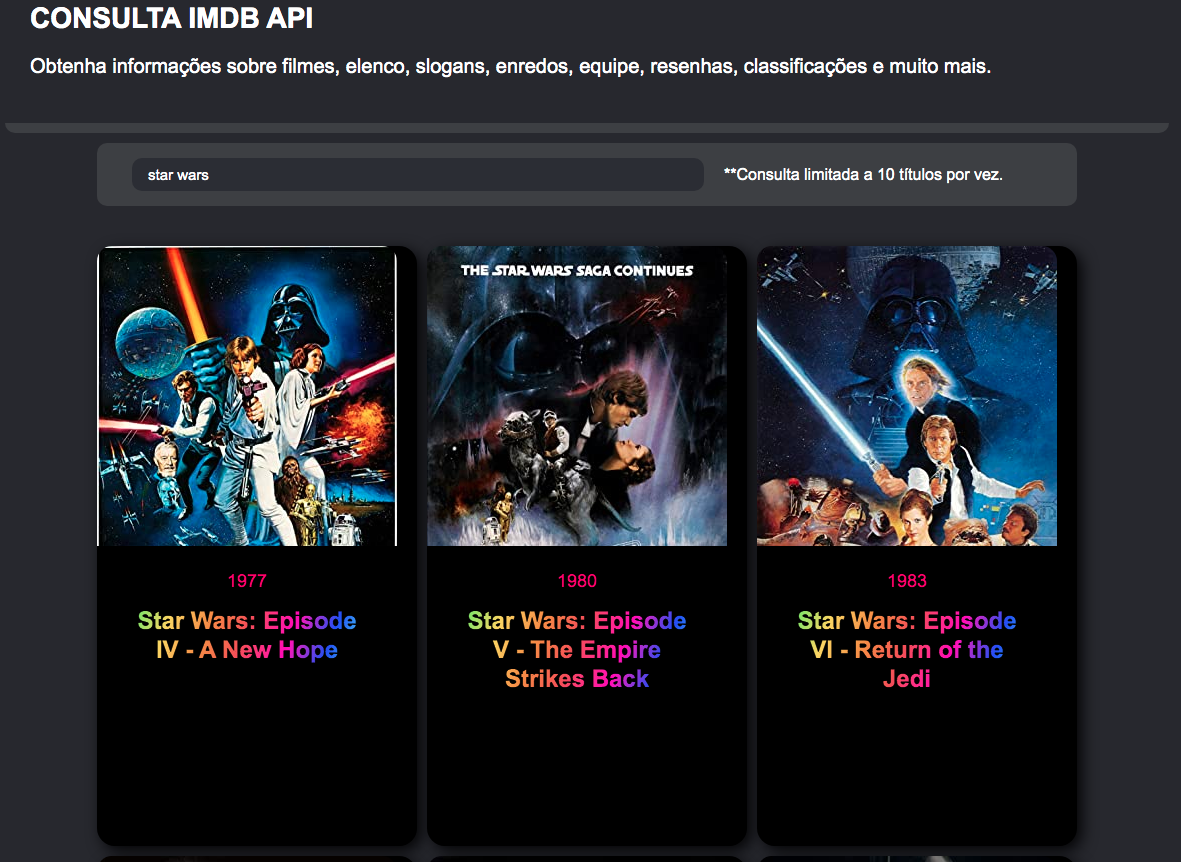 CONSULTA IMDB API
Obtenha informações sobre filmes, elenco, slogans, enredos, equipe, resenhas, classificações e muito mais.
star wars
**Consulta limitada a 10 títulos por vez.
THE STAR WARS SAGA CONTINUES
1977
Star Wars: Episode
IV - A New Hope
1980
Star Wars: Episode
V - The Empire
Strikes Back
1983
Star Wars: Episode
VI - Return of the
Jedi